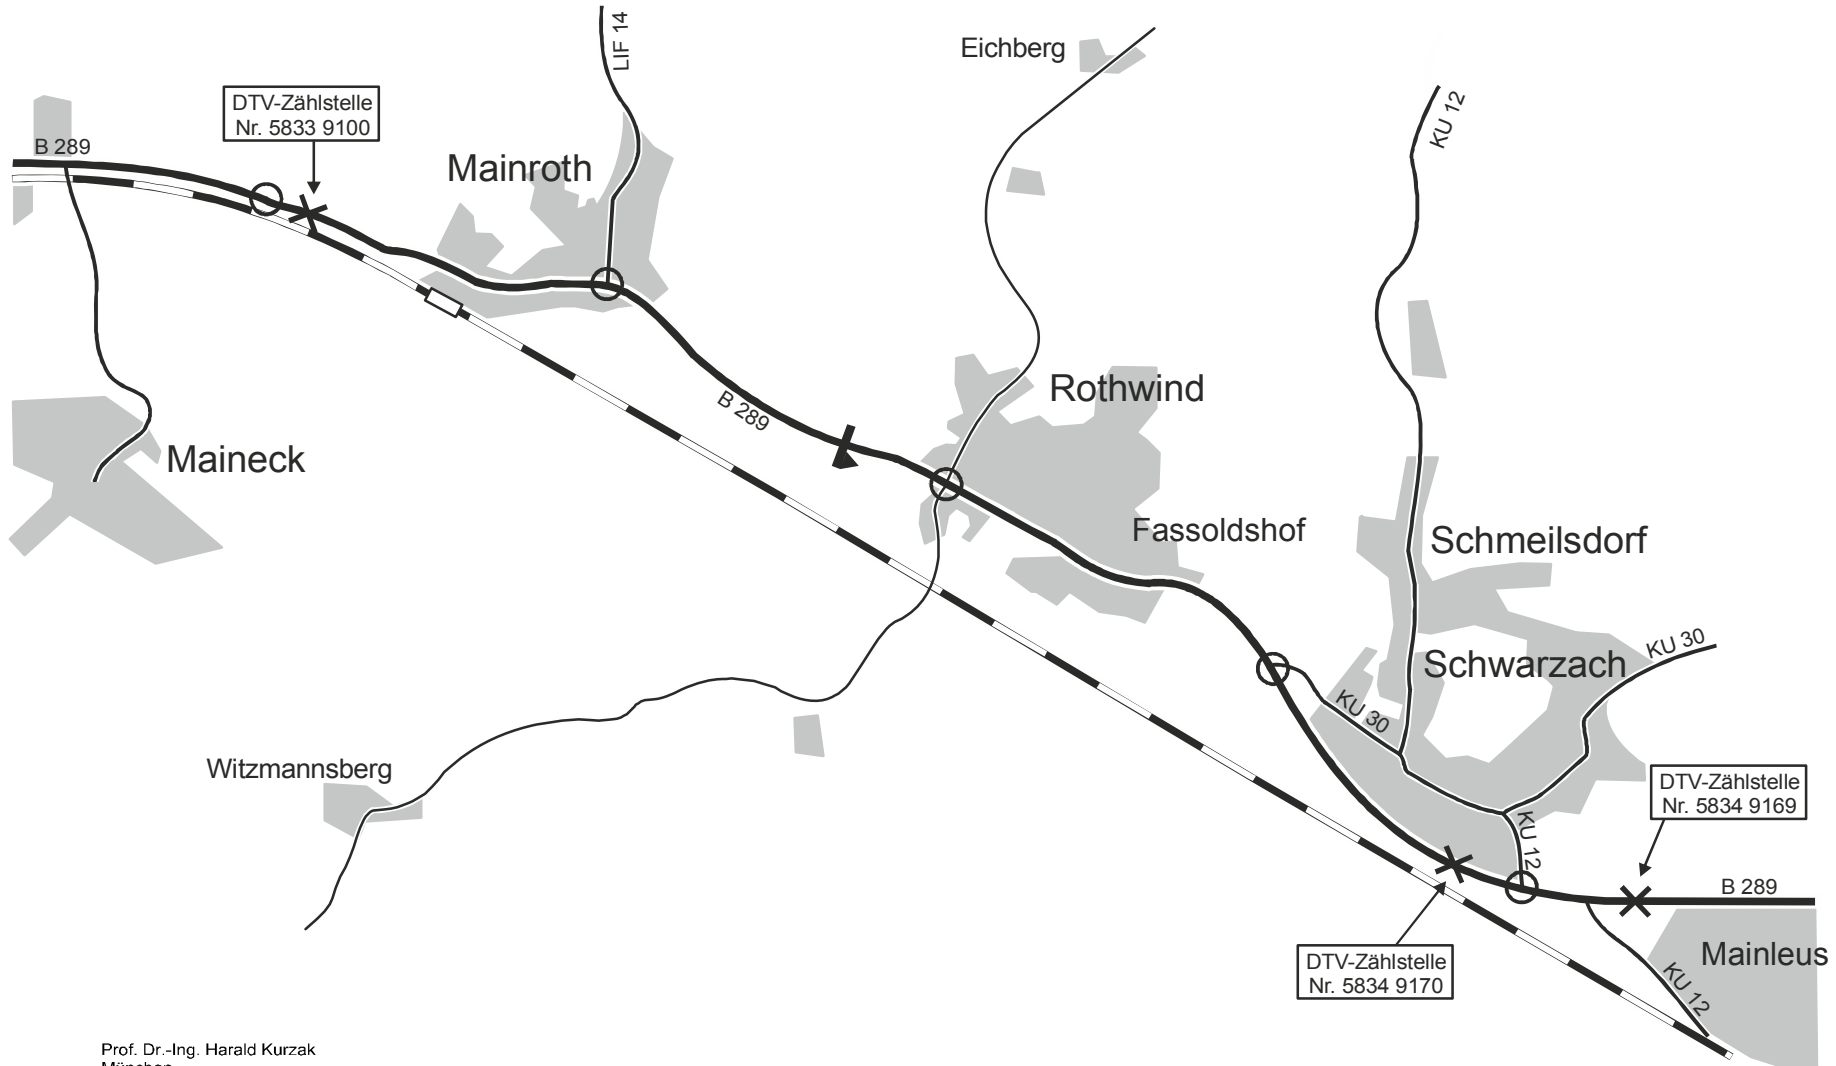 LIF 14
Eichberg
DTV-Zählstelle
Nr. 5833 9100
KU 12
B 289
Mainroth
Rothwind
B 289
Maineck
Fassoldshof
Schmeilsdorf
KU 30
Schwarzach
KU 30
Witzmannsberg
DTV-Zählstelle
Nr. 5834 9169
KU 12
B 289
DTV-Zählstelle
Nr. 5834 9170
Mainleus
KU 12
Prof. Dr.-Ing. Harald Kurzak
München